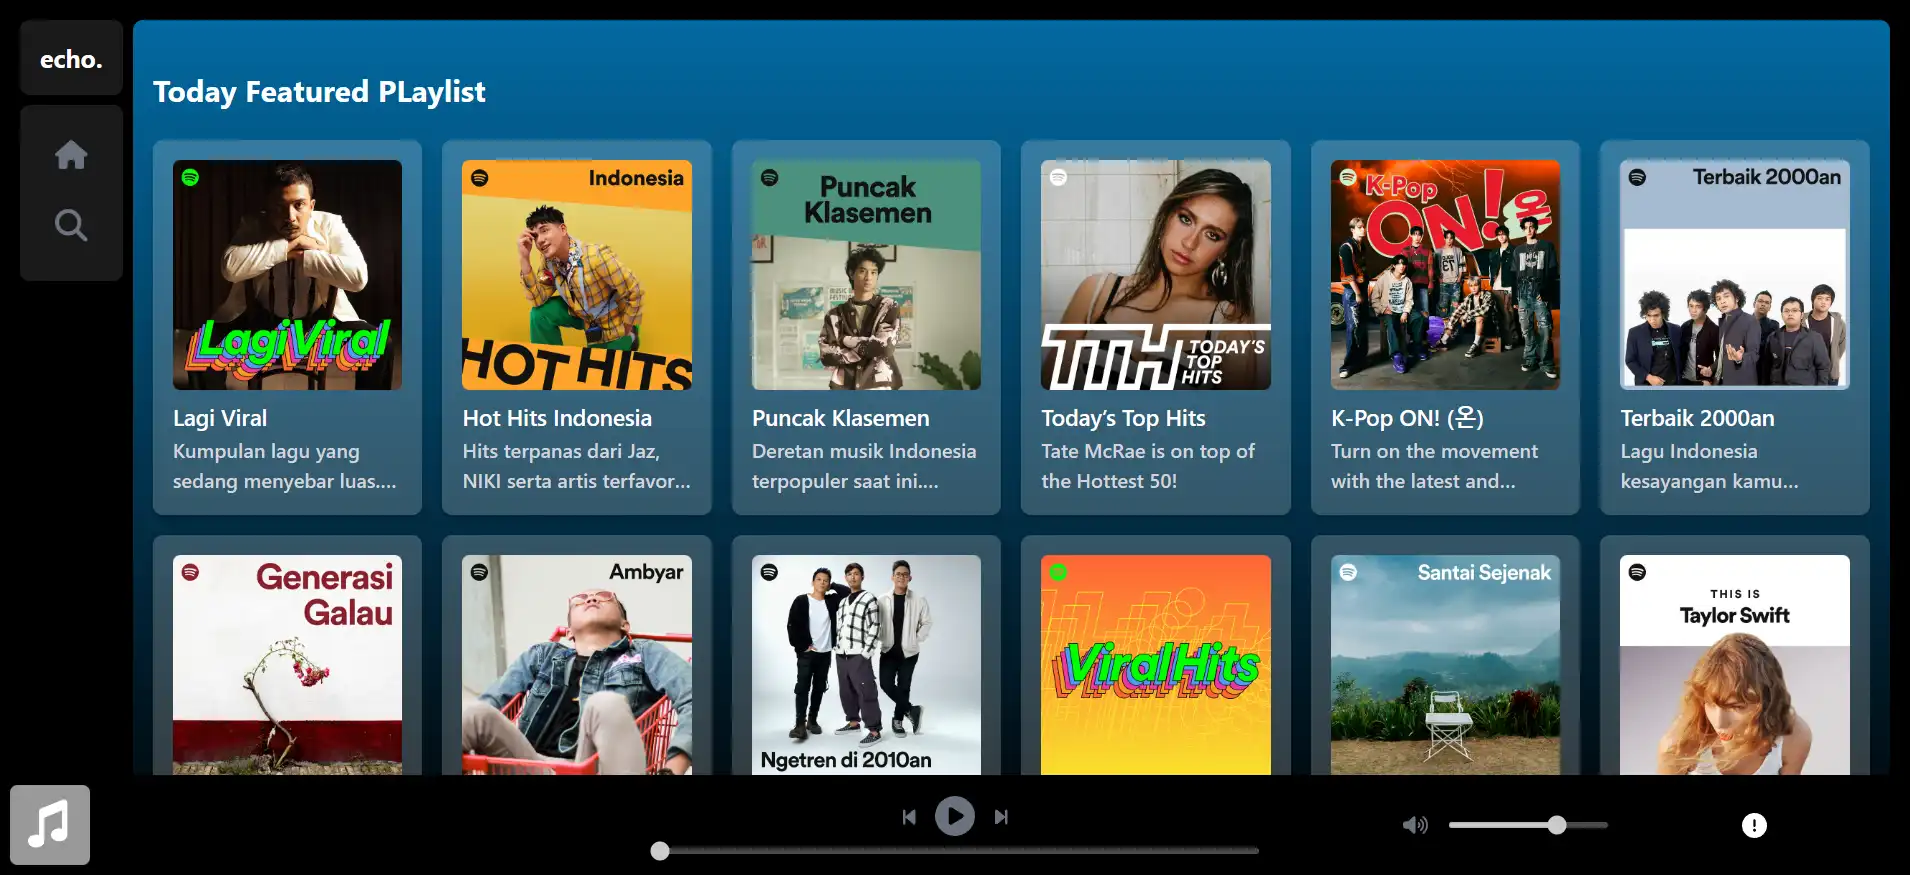 echo.
Today Featured PLaylist
LagiViral
Lagi Viral
Kumpulan lagu yang
sedang menyebar luas....
Indonesia
HOT HITS
Hot Hits Indonesia
Hits terpanas dari Jaz,
NIKI serta artis terfavor...
Puncak
Klasemen
Puncak Klasemen
Deretan musik Indonesia
terpopuler saat ini....
TTH
TODAY'S
TOP
HITS
Today’s Top Hits
Tate McRae is on top of
the Hottest 50!
K-Pop
ON! 온
K-Pop ON! (온)
Turn on the movement
with the latest and...
Terbaik 2000an
Terbaik 2000an
Lagu Indonesia
kesayangan kamu...
Generasi
Galau
Ambyar
Ngetren di 2010an
ViralHits
Santai Sejenak
THIS IS
Taylor Swift